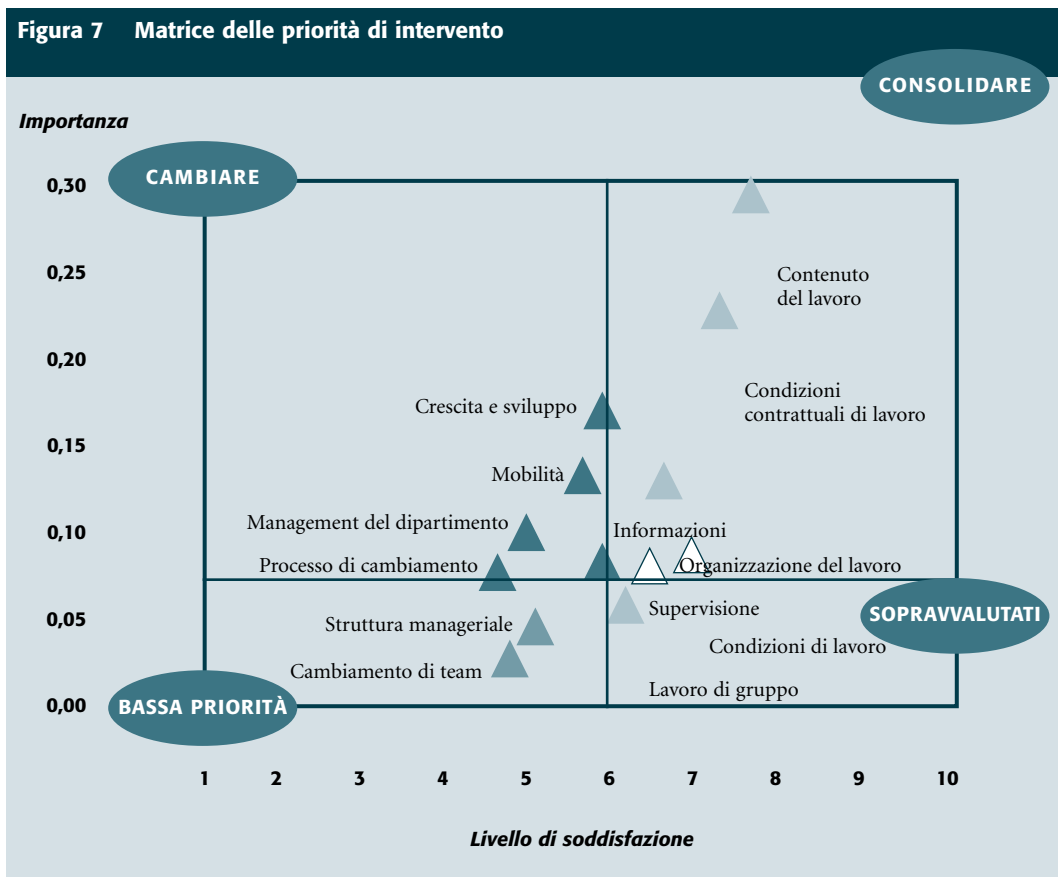 Figura 7 Matrice delle priorità di intervento
CONSOLIDARE
Importanza
CAMBIARE
0,30
0,25
Contenuto
del lavoro
0,20
Condizioni
contrattuali di lavoro
Crescita e sviluppo
0,15
Mobilità
Management del dipartimento
0,10
Informazioni
Processo di cambiamento
Organizzazione del lavoro
0,05
Supervisione
SOPRAVVALUTATI
Struttura manageriale
Condizioni di lavoro
Cambiamento di team
Lavoro di gruppo
0,00
BASSA PRIORITÀ
1 2 3 4 5 6 7 8 9 10
Livello di soddisfazione